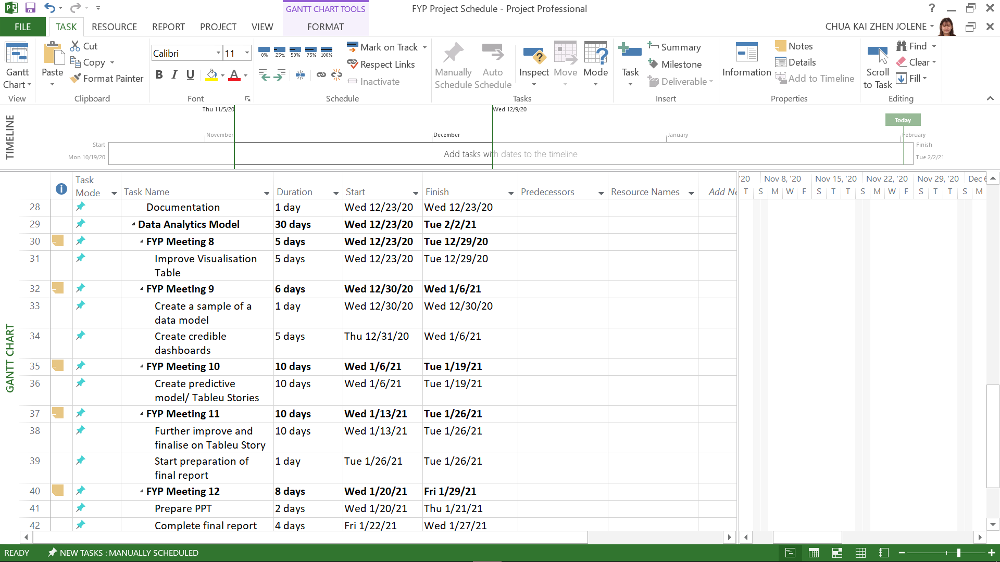 GANTT CHART TOOLS
FYP Project Schedule - Project Professional
?
FILE
TASK
RESOURCE
REPORT
PROJECT
VIEW
FORMAT
CHUA KAI ZHEN JOLENE
Gantt
Chart
View
Paste
Cut
Copy
Format Painter
Clipboard
Calibri
11
B I U
A
Font
0% 25% 50% 75% 100%
Mark on Track
Respect Links
Inactivate
Schedule
Manually
Schedule
Auto
Schedule
Inspect
Move
Mode
Tasks
Task
Summary
Milestone
Deliverable
Insert
Information
Notes
Details
Add to Timeline
Properties
Scroll
to Task
Find
Clear
Fill
Editing
TIMELINE
Thu 11/5/20
Wed 12/9/20
Today
November
December
January
February
Start
Mon 10/19/20
Add tasks with dates to the timeline
Finish
Tue 2/2/21
GANTT CHART
Task
Mode
Task Name
Duration
Start
Finish
Predecessors
Resource Names
Add Ne
'20 Nov 8, '20 Nov 15, '20 Nov 22, '20 Nov 29, '20 Dec 6
T S M W F S T T S M W F S T T S M
28 Documentation 1 day Wed 12/23/20 Wed 12/23/20
29 Data Analytics Model 30 days Wed 12/23/20 Tue 2/2/21
30 FYP Meeting 8 5 days Wed 12/23/20 Tue 12/29/20
31 Improve Visualisation 5 days Wed 12/23/20 Tue 12/29/20
Table
32 FYP Meeting 9 6 days Wed 12/30/20 Wed 1/6/21
33 Create a sample of a 1 day Wed 12/30/20 Wed 12/30/20
data model
34 Create credible 5 days Thu 12/31/20 Wed 1/6/21
dashboards
35 FYP Meeting 10 10 days Wed 1/6/21 Tue 1/19/21
36 Create predictive 10 days Wed 1/6/21 Tue 1/19/21
model/ Tableu Stories
37 FYP Meeting 11 10 days Wed 1/13/21 Tue 1/26/21
38 Further improve and 10 days Wed 1/13/21 Tue 1/26/21
finalise on Tableu Story
39 Start preparation of 1 day Tue 1/26/21 Tue 1/26/21
final report
40 FYP Meeting 12 8 days Wed 1/20/21 Fri 1/29/21
41 Prepare PPT 2 days Wed 1/20/21 Thu 1/21/21
42 Complete final report 4 days Fri 1/22/21 Wed 1/27/21
READY
NEW TASKS : MANUALLY SCHEDULED